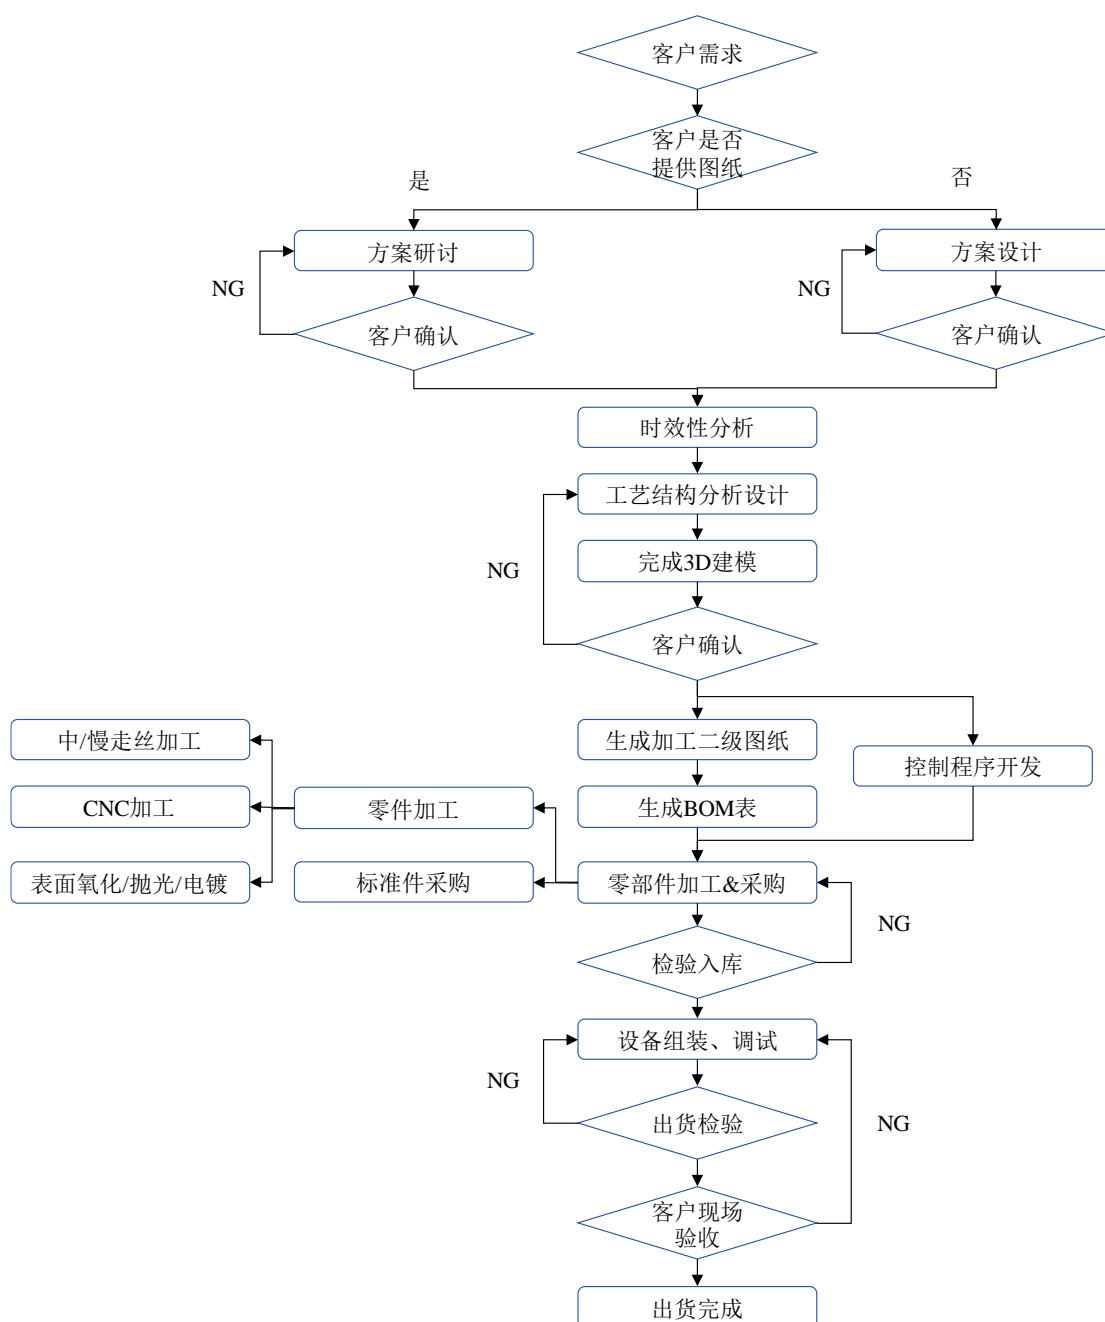 客户需求
客户是否
提供图纸
是
否
方案研讨
方案设计
NG
NG
客户确认
客户确认
时效性分析
工艺结构分析设计
NG
完成3D建模
客户确认
中/慢走丝加工
生成加工二级图纸
控制程序开发
CNC加工
零件加工
生成BOM表
表面氧化/抛光/电镀
标准件采购
零部件加工&采购
NG
检验入库
设备组装、调试
NG
出货检验
NG
客户现场
验收
出货完成